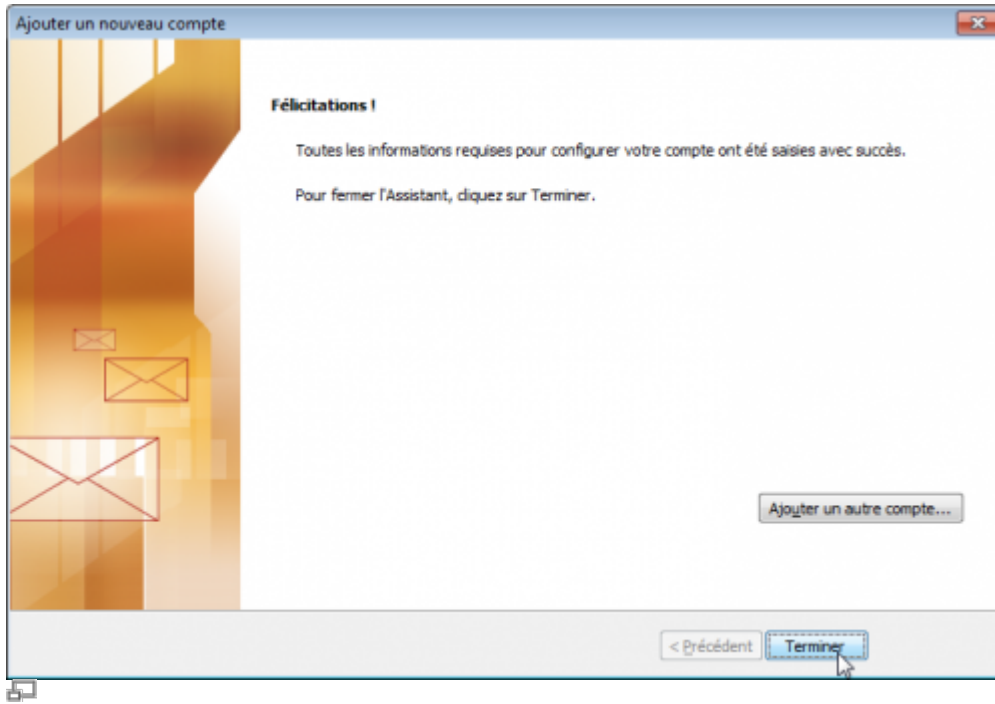 Ajouter un nouveau compte
Félicitations !
Toutes les informations requises pour configurer votre compte ont été saisies avec succès.
Pour fermer l'Assistant, cliquez sur Terminer.
Ajouter un autre compte...
< Précédent Terminer